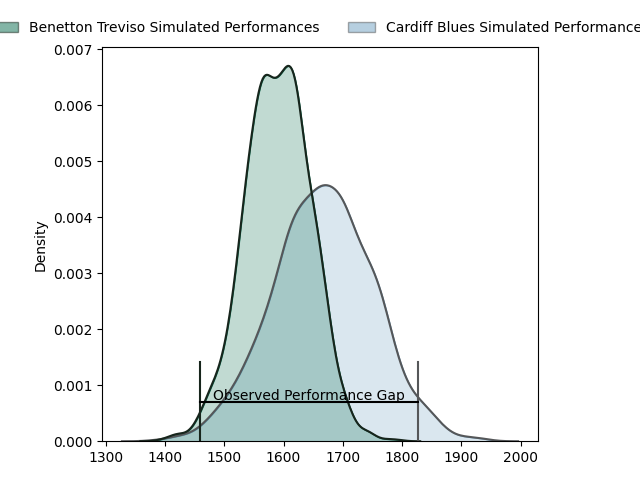 Benetton Treviso Simulated Performances Cardiff Blues Simulated Performance
0.007
0.006
0.005
0.004
0.003
0.002
0.001
0.000
Density
Observed Performance Gap
1300 1400 1500 1600 1700 1800 1900 2000